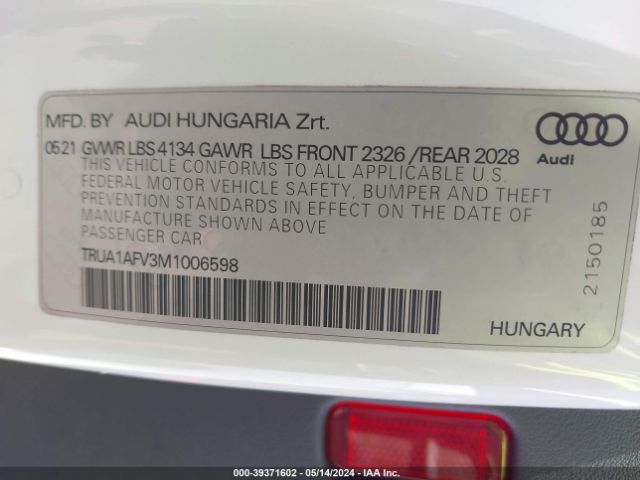 MFD. BY AUDI HUNGARIA Zrt.
0521 GVWR LBS 4134 GAWR LBS FRONT 2326 /REAR 2028
THIS VEHICLE CONFORMS TO ALL APPLICABLE U.S.
FEDERAL MOTOR VEHICLE SAFETY, BUMPER AND THEFT
PREVENTION STANDARDS IN EFFECT ON THE DATE OF
MANUFACTURE SHOWN ABOVE
PASSENGER CAR
TRUA1AFV3M1006598
Audi
2150185
HUNGARY
000-39371602 - 05/14/2024 - IAA Inc.